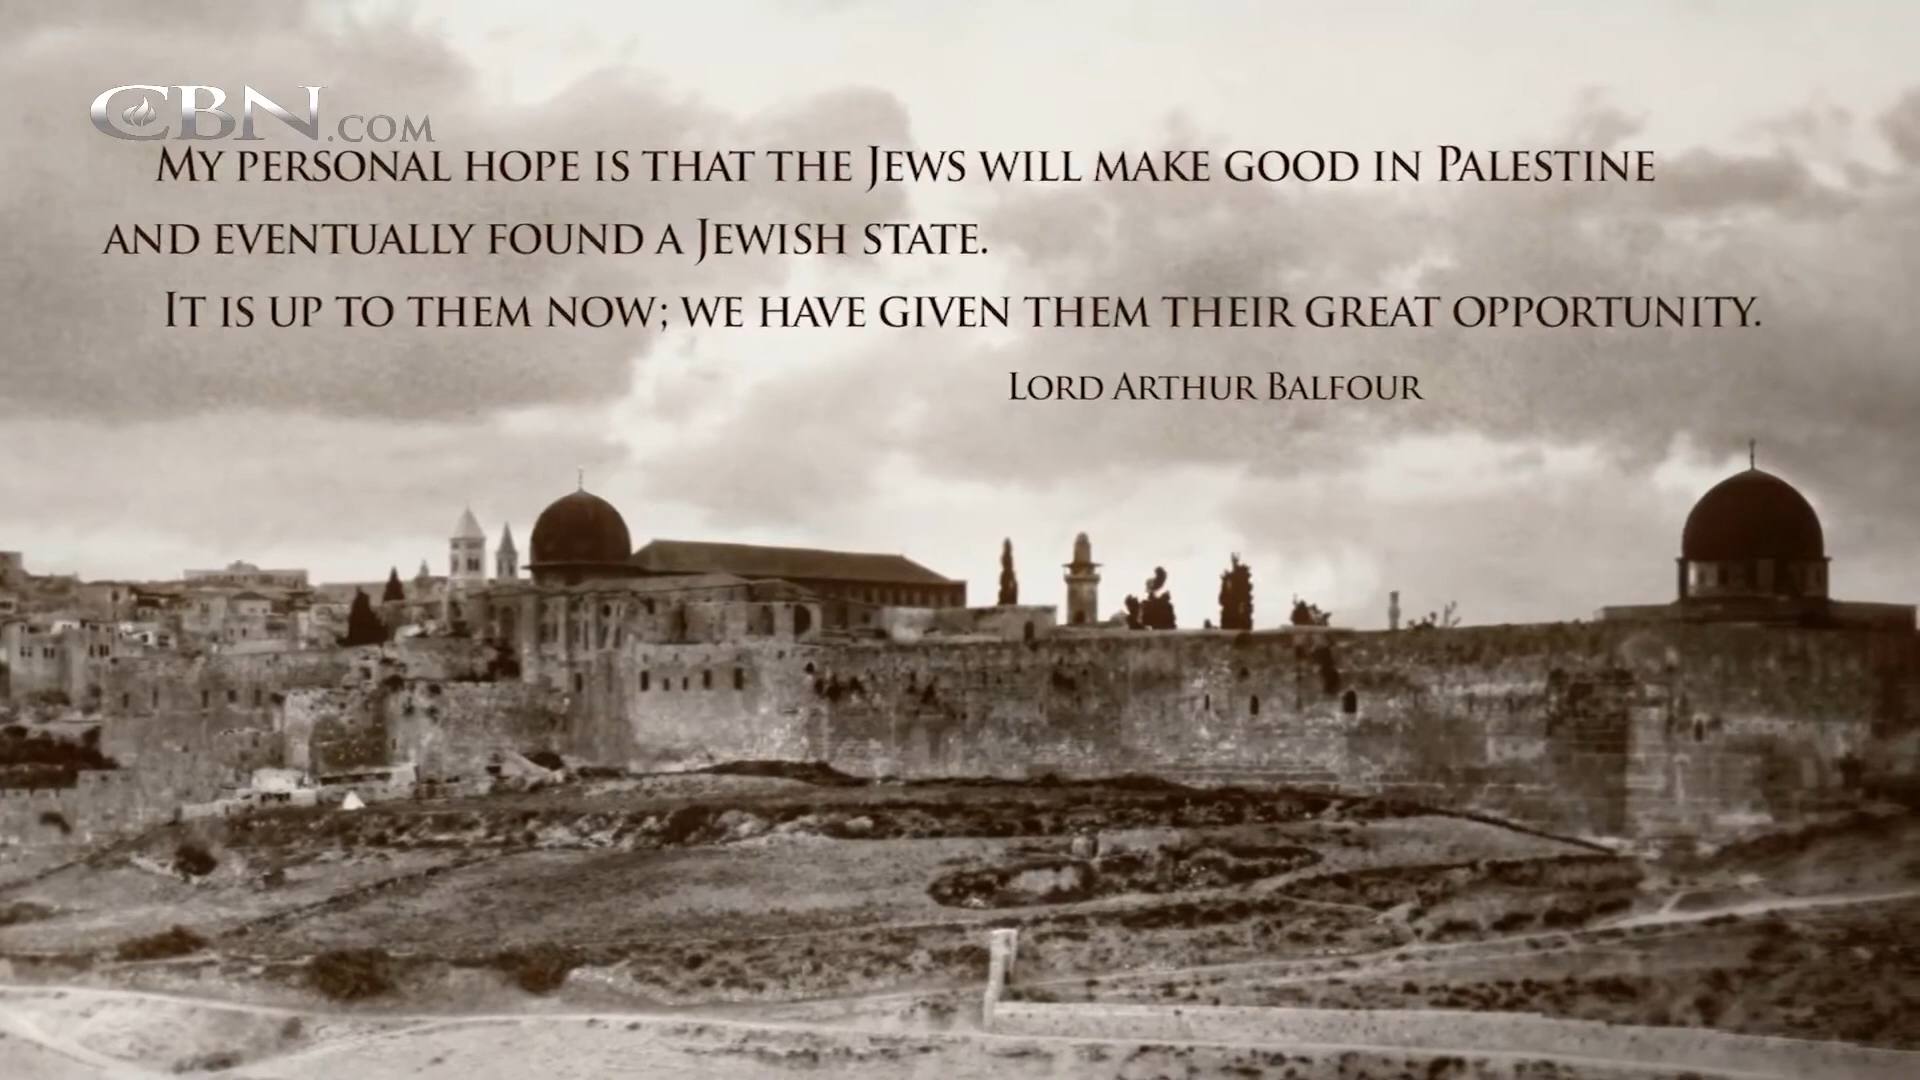 CBN.COM
MY PERSONAL HOPE IS THAT THE JEWS WILL MAKE GOOD IN PALESTINE
AND EVENTUALLY FOUND A JEWISH STATE.
IT IS UP TO THEM NOW; WE HAVE GIVEN THEM THEIR GREAT OPPORTUNITY.
LORD ARTHUR BALFOUR